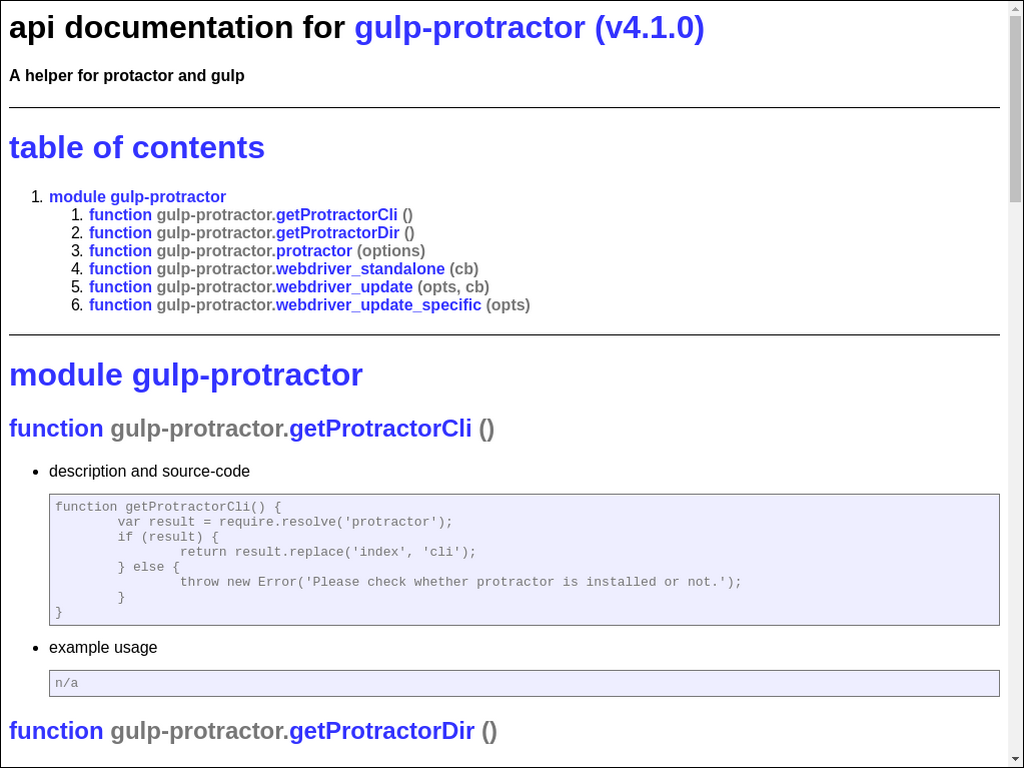 api documentation for gulp-protractor (v4.1.0)
A helper for protactor and gulp
table of contents
1. module gulp-protractor
1. function gulp-protractor.getProtractorCli ()
2. function gulp-protractor.getProtractorDir ()
3. function gulp-protractor.protractor (options)
4. function gulp-protractor.webdriver_standalone (cb)
5. function gulp-protractor.webdriver_update (opts, cb)
6. function gulp-protractor.webdriver_update_specific (opts)
module gulp-protractor
function gulp-protractor.getProtractorCli ()
• description and source-code
function getProtractorCli() {
        var result = require.resolve('protractor');
        if (result) {
                return result.replace('index', 'cli');
        } else {
                throw new Error('Please check whether protractor is installed or not.');
        }
}
• example usage
n/a
function gulp-protractor.getProtractorDir ()